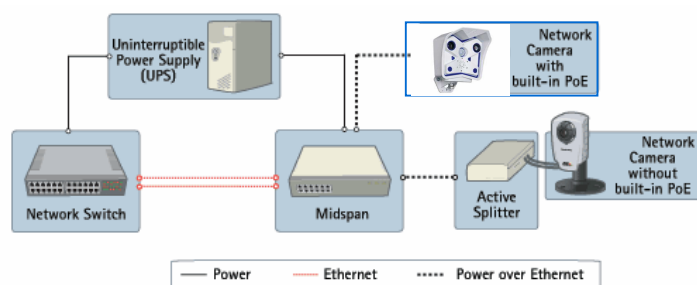 Uninterruptible
Power Supply
(UPS)
Network
Camera
with
built-in PoE
Network Switch
Midspan
Active
Splitter
Network
Camera
without
built-in PoE
Power
Ethernet
Power over Ethernet